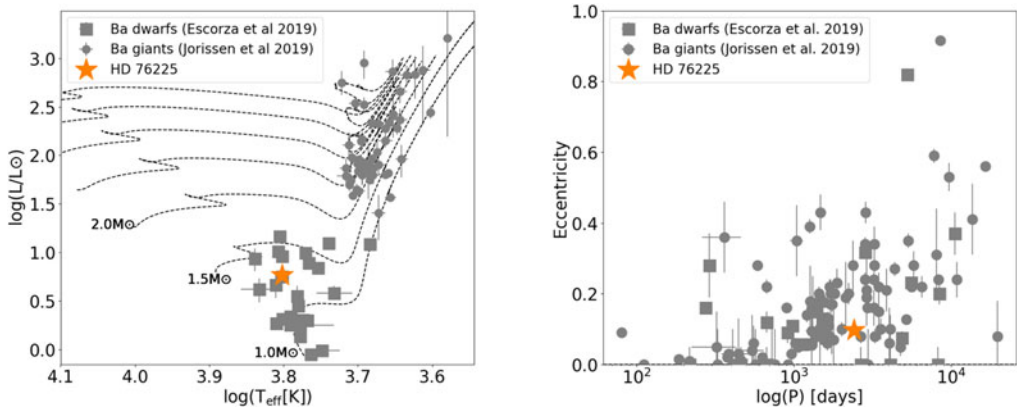 Ba dwarfs (Escorza et al 2019)
Ba giants (Jorissen et al 2019)
HD 76225
3.0
2.5
2.0
1.5
1.0
0.5
0.0
log(L/L⊙)
2.0M⊙
1.5M⊙
1.0M⊙
4.1 4.0 3.9 3.8 3.7 3.6
log(Teff[K])
Ba dwarfs (Escorza et al. 2019)
Ba giants (Jorissen et al. 2019)
HD 76225
1.0
0.8
0.6
0.4
0.2
0.0
Eccentricity
10² 10³ 10⁴
log(P) [days]